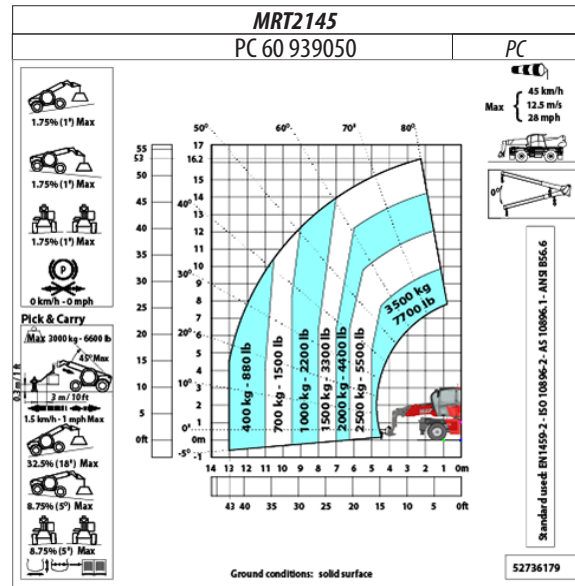 MRT2145
PC 60 939050
PC
1.75% (1°) Max
1.75% (1°) Max
1.75% (1°) Max
0 km/h - 0 mph
Pick & Carry
Max 3000 kg - 6600 lb
45° Max
0.3 m / 1 ft
3 m / 10 ft
1.5 km/h - 1 mph Max
32.5% (18°) Max
8.75% (5°) Max
8.75% (5°) Max
Max
45 km/h
12.5 m/s
28 mph
0°
50°
60°
70°
80°
40°
30°
20°
10°
0°
-5°
55
53
50
45
40
35
30
25
20
15
10
5
0ft
17
16.2
15
14
13
12
11
10
9
8
7
6
5
4
3
2
1
0m
-1
400 kg - 880 lb
700 kg - 1500 lb
1000 kg - 2200 lb
1500 kg - 3300 lb
2000 kg - 4400 lb
2500 kg - 5500 lb
3500 kg
7700 lb
14 13 12 11 10 9 8 7 6 5 4 3 2 1 0m
43 40 35 30 25 20 15 10 5 0ft
Standard used: EN1459-2 - ISO 10896-2 - AS 10896.1 - ANSI B56.6
Ground conditions: solid surface
52736179